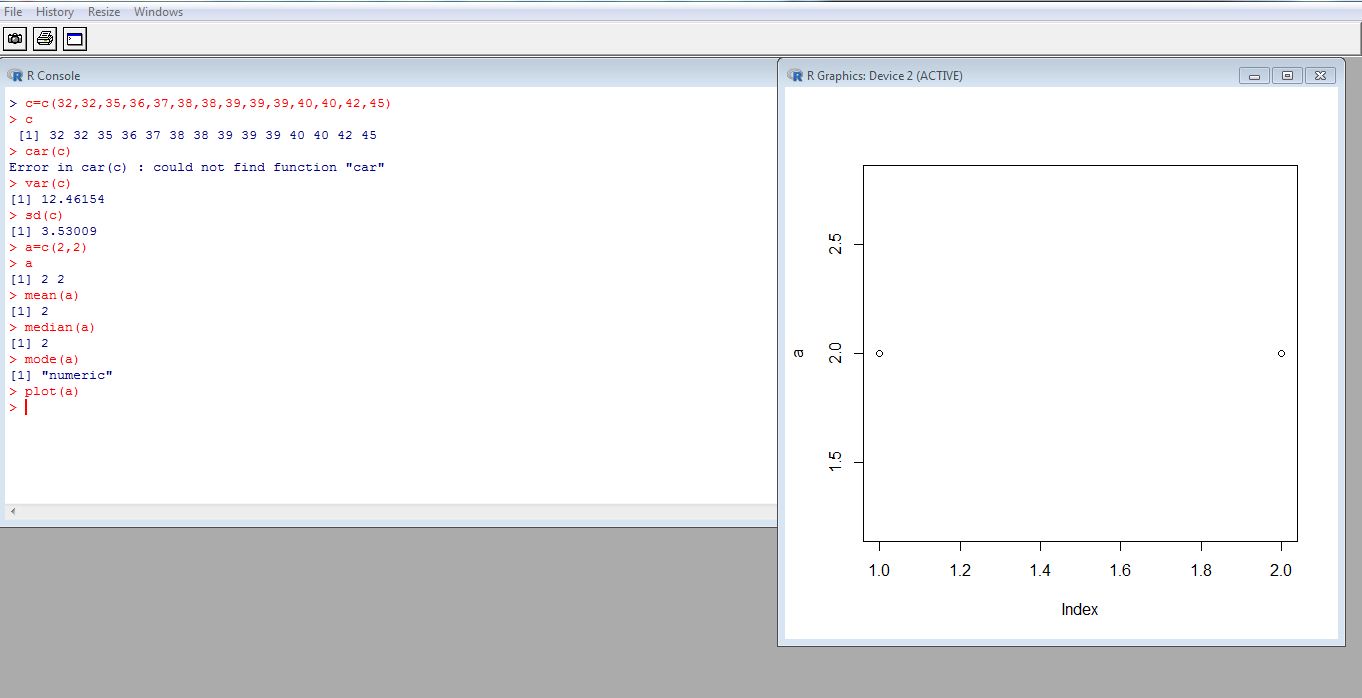 File History Resize Windows
R Console
> c=c(32,32,35,36,37,38,38,39,39,39,40,40,42,45)
> c
 [1] 32 32 35 36 37 38 38 39 39 39 40 40 42 45
> car(c)
Error in car(c) : could not find function "car"
> var(c)
[1] 12.46154
> sd(c)
[1] 3.53009
> a=c(2,2)
> a
[1] 2 2
> mean(a)
[1] 2
> median(a)
[1] 2
> mode(a)
[1] "numeric"
> plot(a)
>
R Graphics: Device 2 (ACTIVE)
2.5
2.0
1.5
a
1.0 1.2 1.4 1.6 1.8 2.0
Index